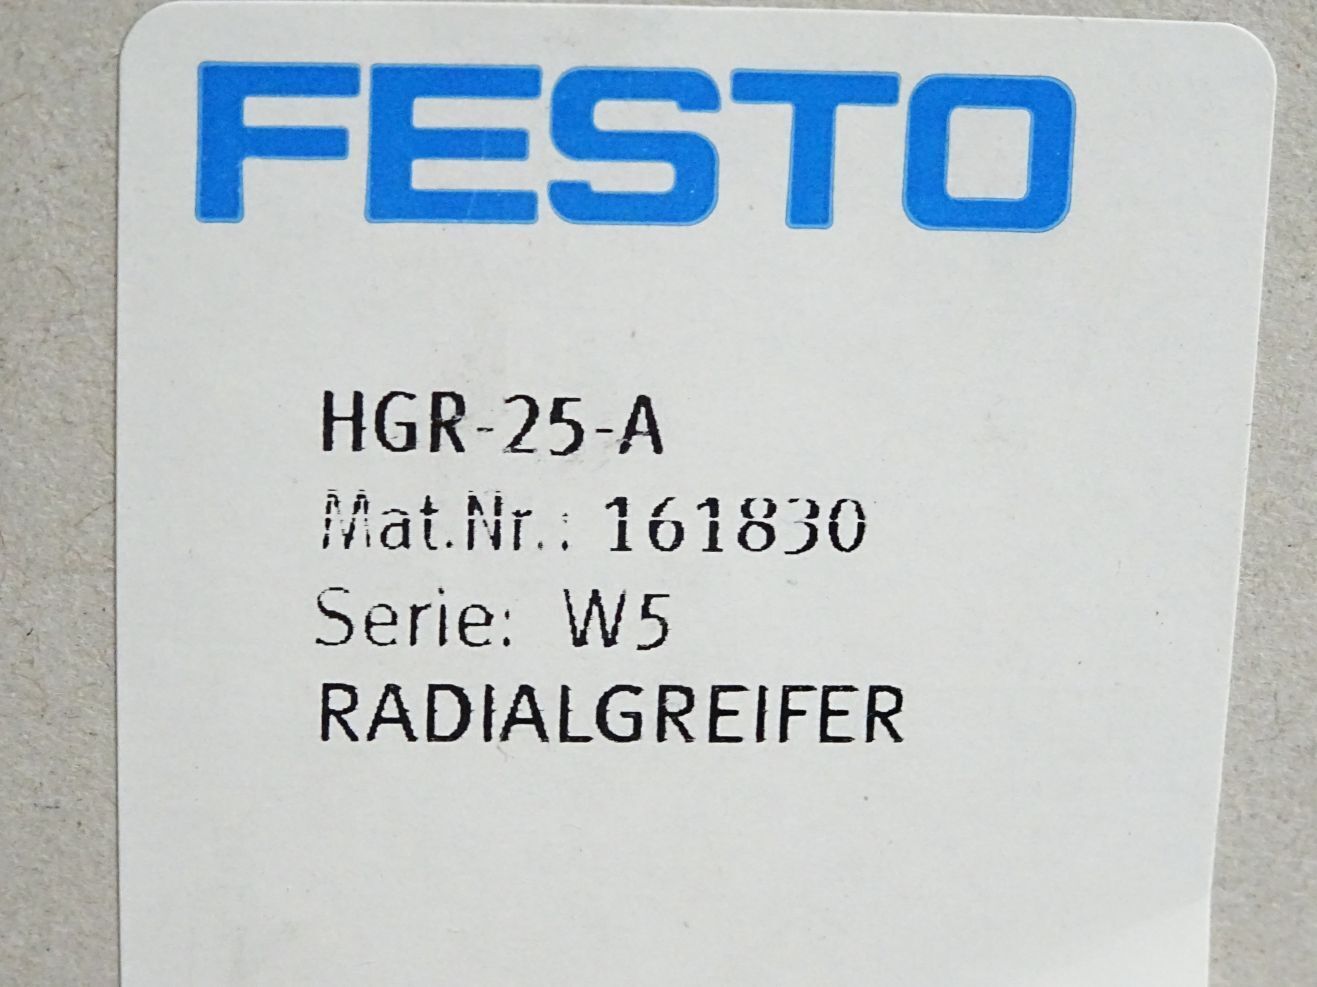 FESTO
HGR-25-A
Mat.Nr.: 161830
Serie: W5
RADIALGREIFER